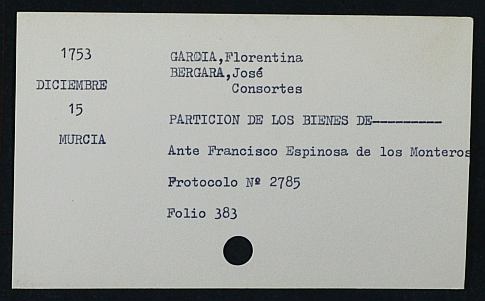 1753
DICIEMBRE
15
MURCIA
GARCIA,Florentina
BERGARA,José
Consortes
PARTICION DE LOS BIENES DE---------
Ante Francisco Espinosa de los Monteros
Protocolo Nº 2785
Folio 383